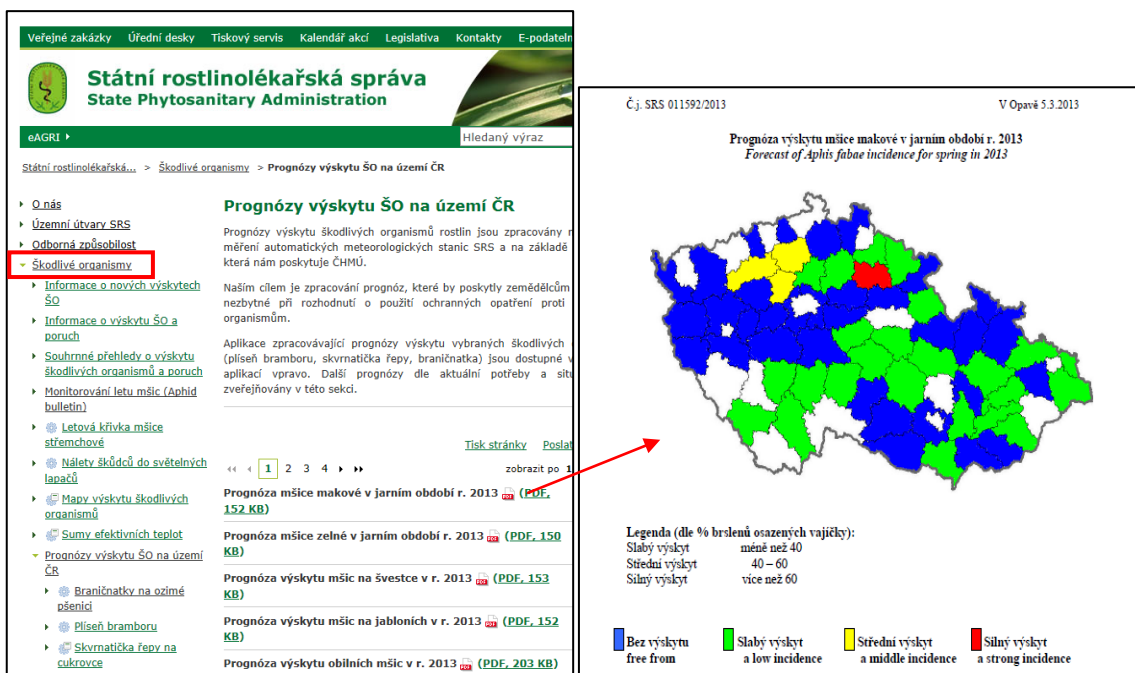 Veřejné zakázky Úřední desky Tiskový servis Kalendář akcí Legislativa Kontakty
Státní rostlinolékařská správa
State Phytosanitary Administration
eAGRI
Hledaný výraz
Státní rostlinolékařská... > Škodlivé organismy > Prognózy výskytu ŠO na území ČR
O nás
Územní útvary SRS
Odborná způsobilost
Škodlivé organismy
Informace o nových výskytech
ŠO
Informace o výskytu ŠO a
poruch
Souhrnné přehledy o výskytu
škodlivých organismů a poruch
Monitorování letu mšic (Aphid
bulletin)
Letová křivka mšice
střemchové
Nálety škůdců do světelných
lapačů
Mapy výskytu škodlivých
organismů
Sumy efektivních teplot
Prognózy výskytu ŠO na území
ČR
Braničnatky na ozimé
pšenici
Plíseň bramboru
Skvrnatička řepy na
cukrovce
Prognózy výskytu ŠO na území ČR
Prognózy výskytu škodlivých organismů rostlin jsou zpracovány
měření automatických meteorologických stanic SRS a na základě
která nám poskytuje ČHMÚ.
Naším cílem je zpracování prognóz, které by poskytly zemědělcům
nezbytné při rozhodnutí o použití ochranných opatření proti
organismům.
Aplikace zpracovávající prognózy výskytu vybraných škodlivých
(plíseň bramboru, skvrnatička řepy, braničnatka) jsou dostupné v
aplikací vpravo. Další prognózy dle aktuální potřeby a
zveřejňovány v této sekci.
Tisk stránky
1 2 3 4
zobrazit po
Prognóza mšice makové v jarním období r. 2013 (PDF,
152 KB)
Prognóza mšice zelné v jarním období r. 2013 (PDF, 150
KB)
Prognóza výskytu mšic na švestce v r. 2013 (PDF, 153
KB)
Prognóza výskytu mšic na jabloních v r. 2013 (PDF, 152
KB)
Prognóza výskytu obilních mšic v r. 2013 (PDF, 203 KB)
Č.j. SRS 011592/2013 V Opavě 5.3.2013
Prognóza výskytu mšice makové v jarním období r. 2013
Forecast of Aphis fabae incidence for spring in 2013
Legenda (dle % brslenů osazených vajíčky):
Slabý výskyt méně než 40
Střední výskyt 40 – 60
Silný výskyt více než 60
Bez výskytu Slabý výskyt Střední výskyt Silný výskyt
free from a low incidence a middle incidence a strong incidence